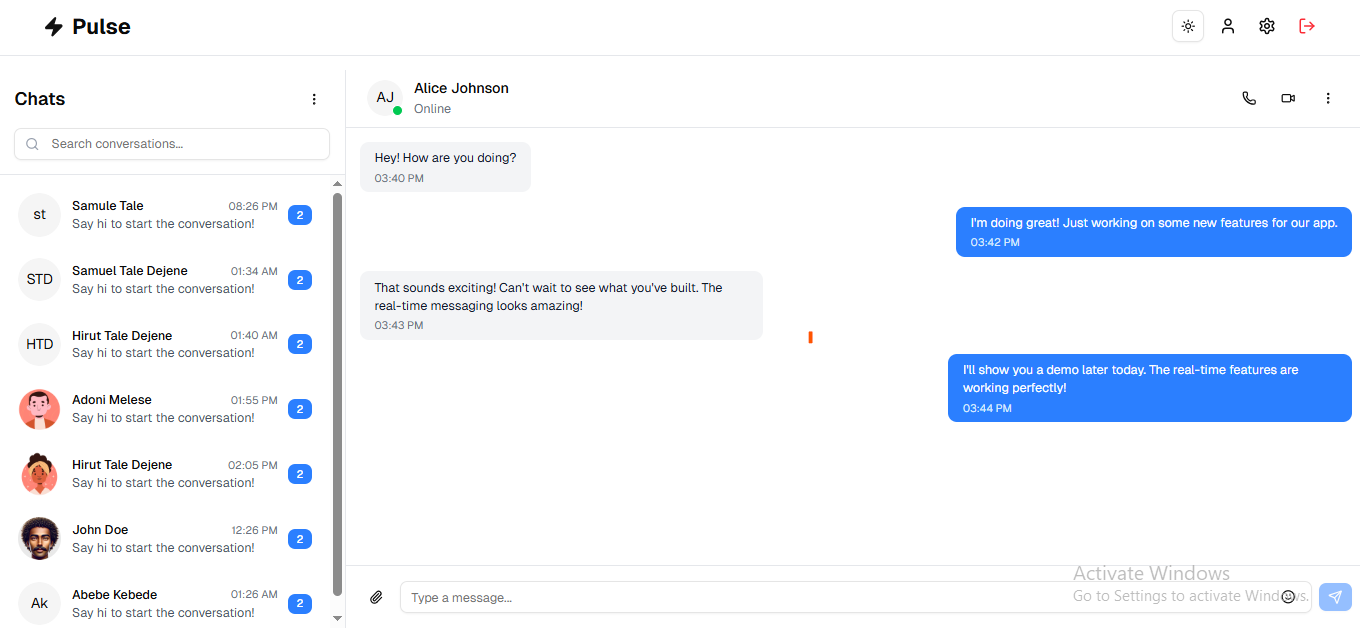 Pulse
Chats
Search conversations...
st
Samule Tale
08:26 PM
Say hi to start the conversation!
2
STD
Samuel Tale Dejene
01:34 AM
Say hi to start the conversation!
2
HTD
Hirut Tale Dejene
01:40 AM
Say hi to start the conversation!
2
Adoni Melese
01:55 PM
Say hi to start the conversation!
2
Hirut Tale Dejene
02:05 PM
Say hi to start the conversation!
2
John Doe
12:26 PM
Say hi to start the conversation!
2
Ak
Abebe Kebede
01:26 AM
Say hi to start the conversation!
2
AJ
Alice Johnson
Online
Hey! How are you doing?
03:40 PM
I'm doing great! Just working on some new features for our app.
03:42 PM
That sounds exciting! Can't wait to see what you've built. The
real-time messaging looks amazing!
03:43 PM
I'll show you a demo later today. The real-time features are
working perfectly!
03:44 PM
Type a message...
Activate Windows
Go to Settings to activate Windows.